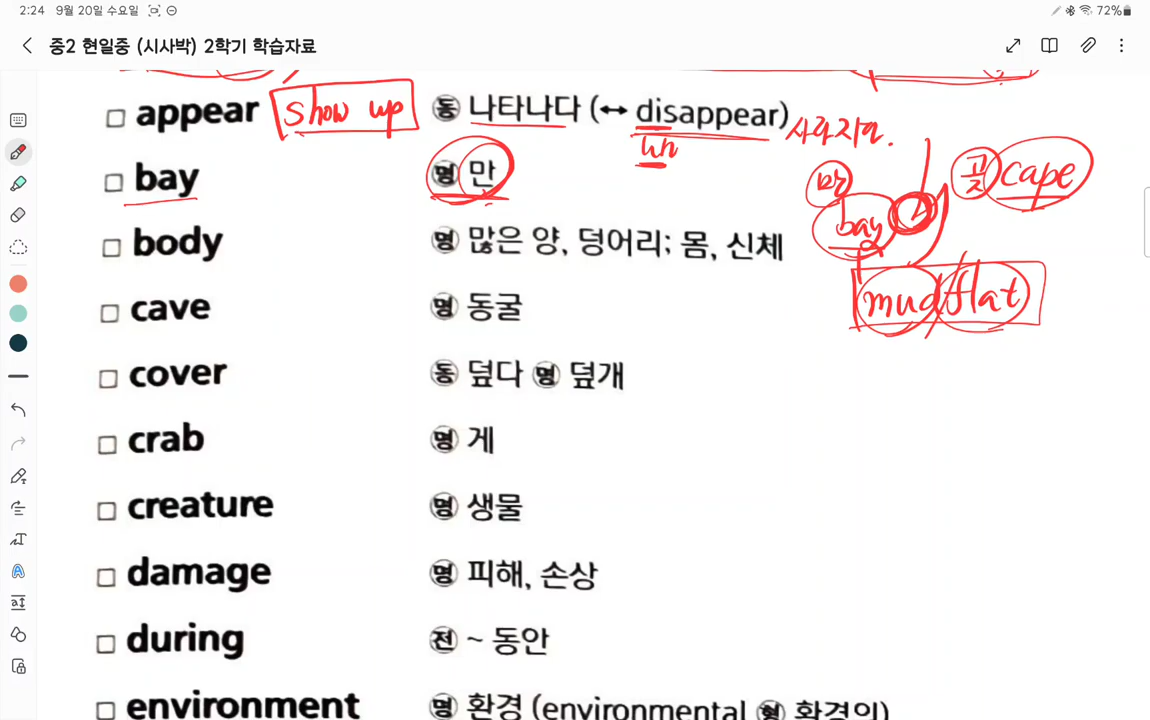 2:24 9월 20일 수요일 72%
중2 현일중 (시사박) 2학기 학습자료
□ appear show up 동 나타나다 (↔ disappear) 사라지다.
un
□ bay 명 만
만 곶 cape
bay
□ body 명 많은 양, 덩어리; 몸, 신체
mud flat
□ cave 명 동굴
□ cover 동 덮다 명 덮개
□ crab 명 게
□ creature 명 생물
□ damage 명 피해, 손상
□ during 전 ~ 동안
□ environment 명 환경 (environmental 형 환경의)